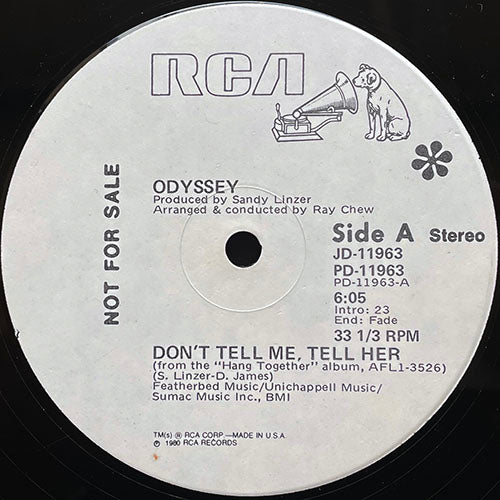 RCA
NOT FOR SALE
ODYSSEY
Produced by Sandy Linzer
Arranged & conducted by Ray Chew
Side A Stereo
JD-11963
PD-11963
PD-11963-A
6:05
Intro: 23
End: Fade
33 1/3 RPM
DON'T TELL ME, TELL HER
(from the "Hang Together" album, AFL1-3526)
(S. Linzer-D. James)
Featherbed Music/Unichappell Music/
Sumac Music Inc., BMI
TM(s) ® RCA CORP.—MADE IN U.S.A.
℗ 1980 RCA RECORDS